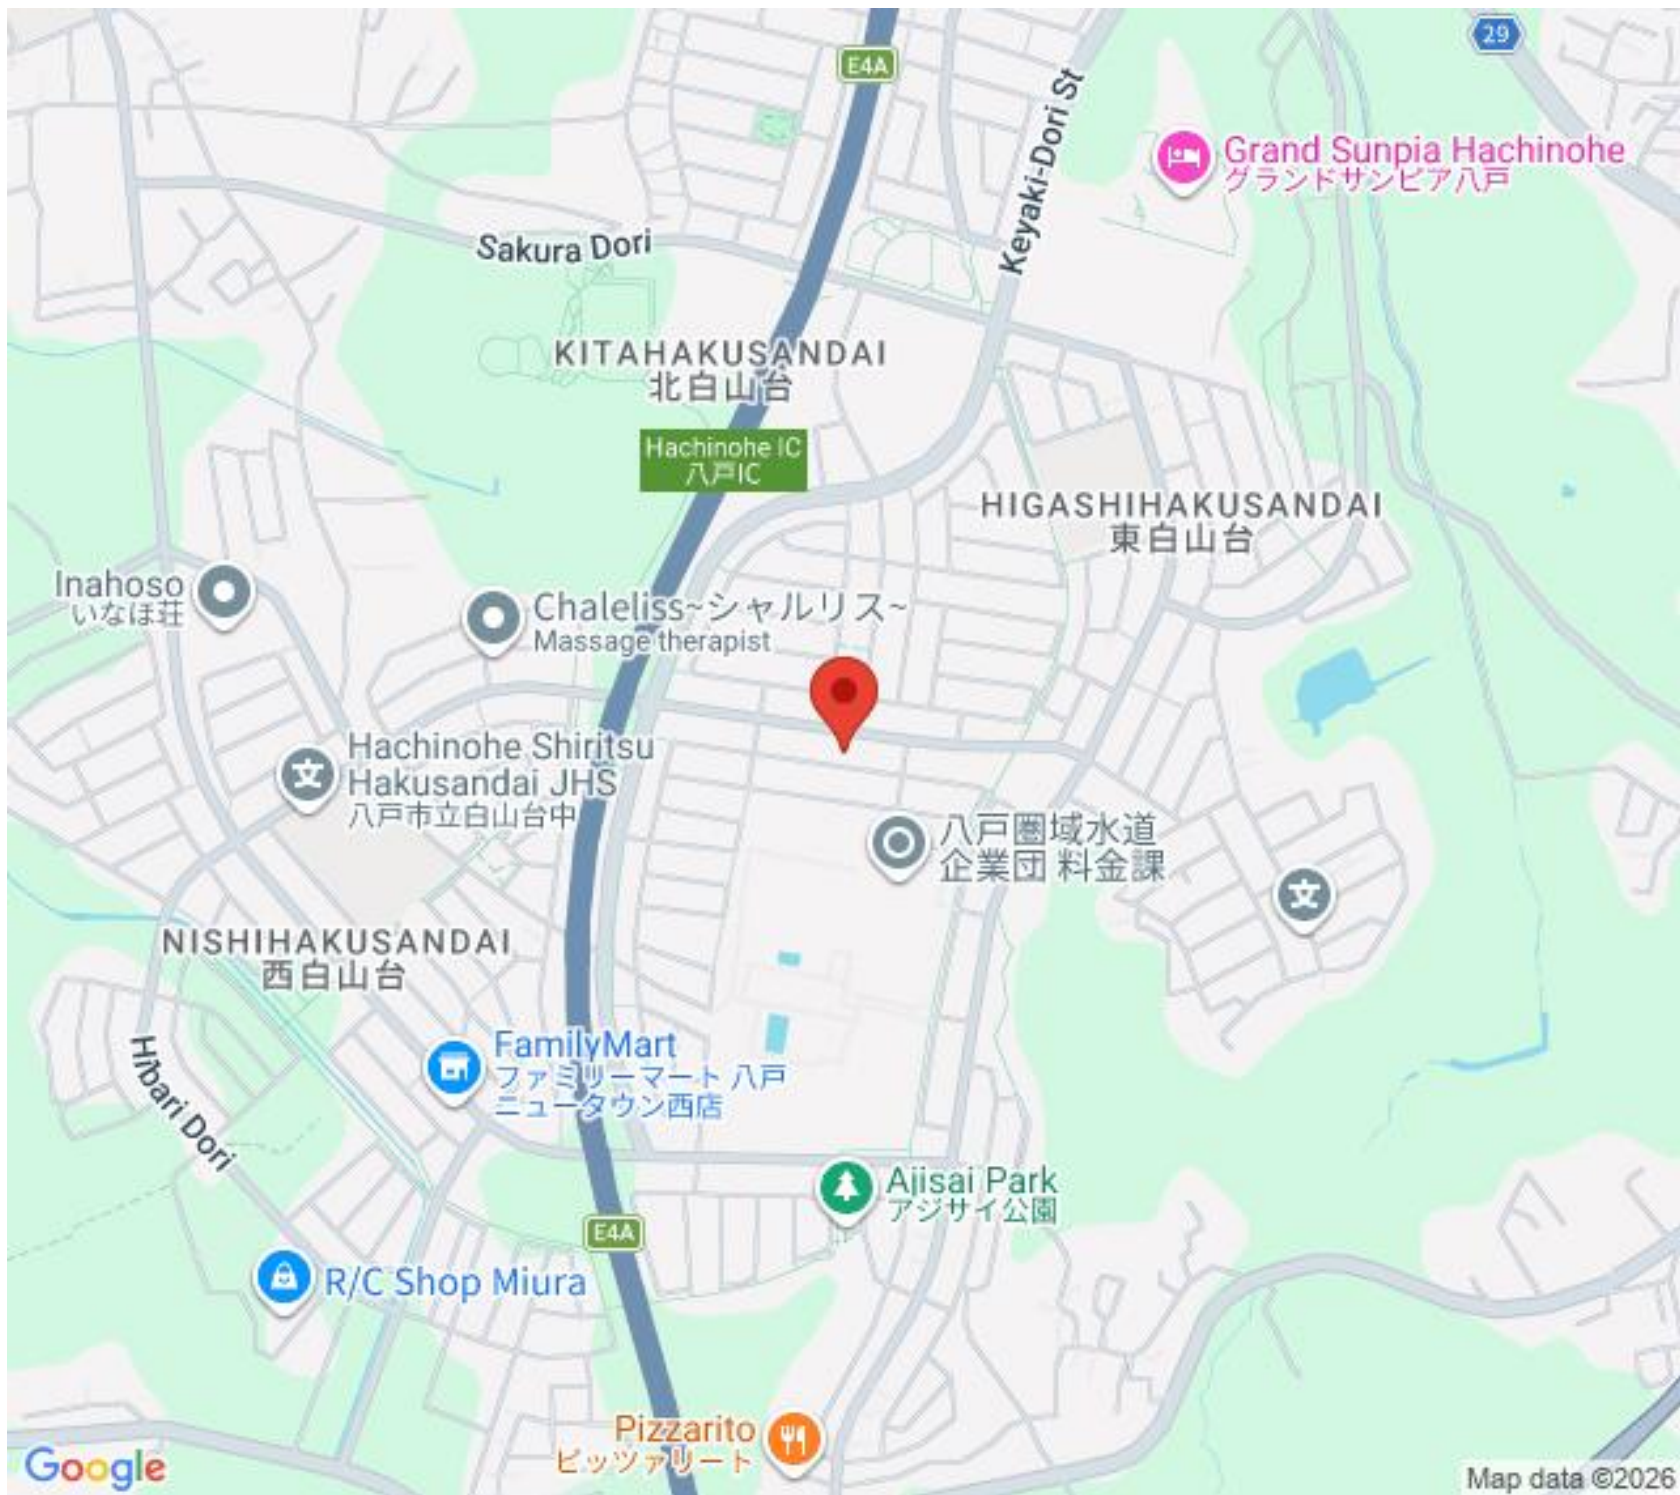 E4A
29
Keyaki-Dori St
Grand Sunpia Hachinohe
グランドサンピア八戸
Sakura Dori
KITAHAKUSANDAI
北白山台
Hachinohe IC
八戸IC
HIGASHIHAKUSANDAI
東白山台
Inahoso
いなほ荘
Chaleliss~シャルリス~
Massage therapist
Hachinohe Shiritsu
Hakusandai JHS
八戸市立白山台中
文
八戸圏域水道
企業団 料金課
文
NISHIHAKUSANDAI
西白山台
Hibari Dori
FamilyMart
ファミリーマート 八戸
ニュータウン西店
Ajisai Park
アジサイ公園
E4A
R/C Shop Miura
Pizzarito
ピッツァリート
Google
Map data ©2026